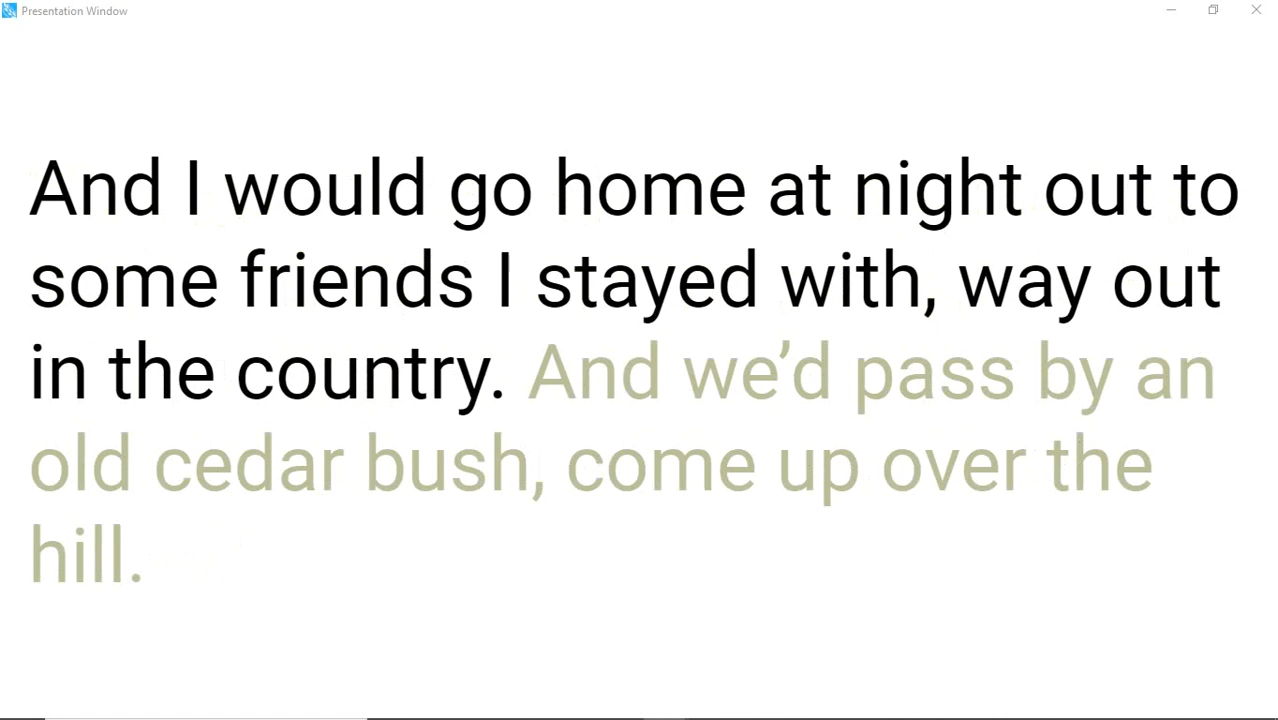 Presentation Window
And I would go home at night out to
some friends I stayed with, way out
in the country. And we’d pass by an
old cedar bush, come up over the
hill.